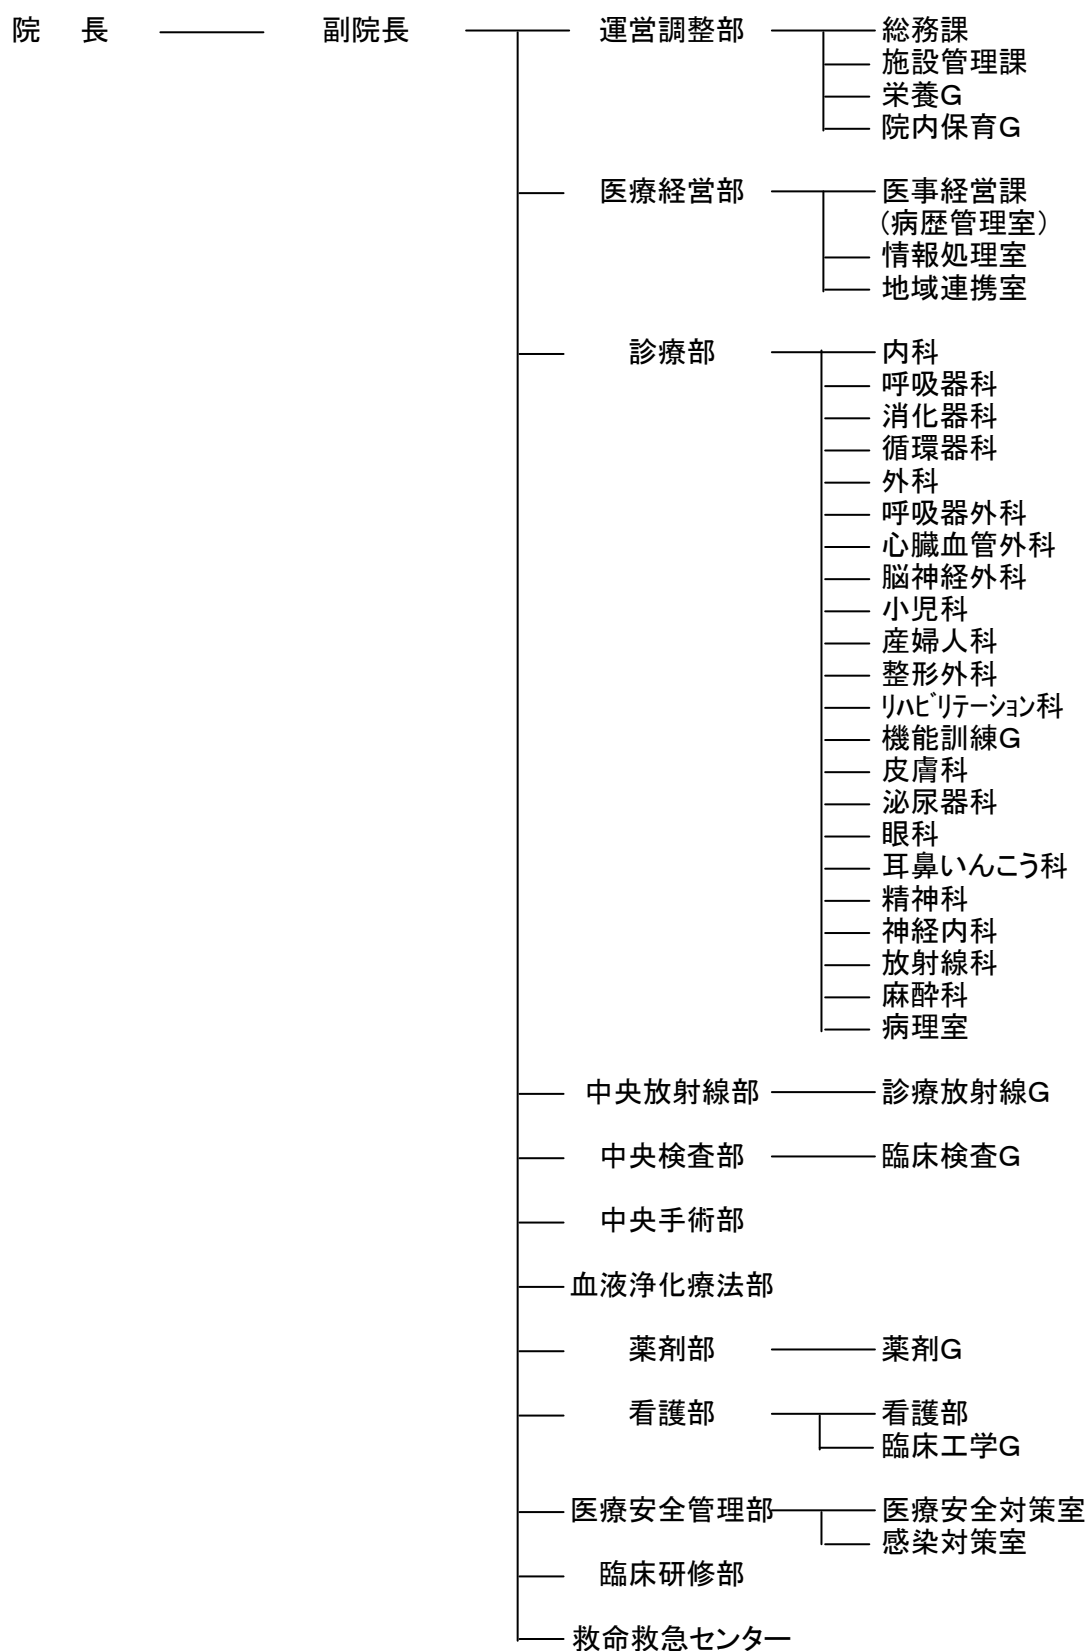 院 長 副院長 運営調整部 総務課
施設管理課
栄養G
院内保育G
医療経営部 医事経営課
(病歴管理室)
情報処理室
地域連携室
診療部 内科
呼吸器科
消化器科
循環器科
外科
呼吸器外科
心臓血管外科
脳神経外科
小児科
産婦人科
整形外科
ﾘﾊﾋﾞﾘﾃｰｼｮﾝ科
機能訓練G
皮膚科
泌尿器科
眼科
耳鼻いんこう科
精神科
神経内科
放射線科
麻酔科
病理室
中央放射線部 診療放射線G
中央検査部 臨床検査G
中央手術部
血液浄化療法部
薬剤部 薬剤G
看護部 看護部
臨床工学G
医療安全管理部 医療安全対策室
感染対策室
臨床研修部
救命救急センター